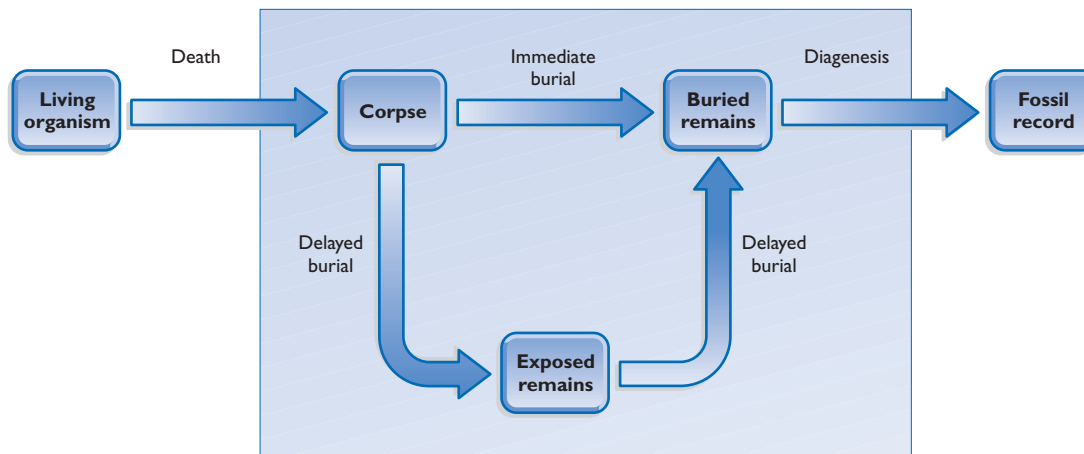 Death
Immediate
burial
Diagenesis
Living
organism
Corpse
Buried
remains
Fossil
record
Delayed
burial
Delayed
burial
Exposed
remains